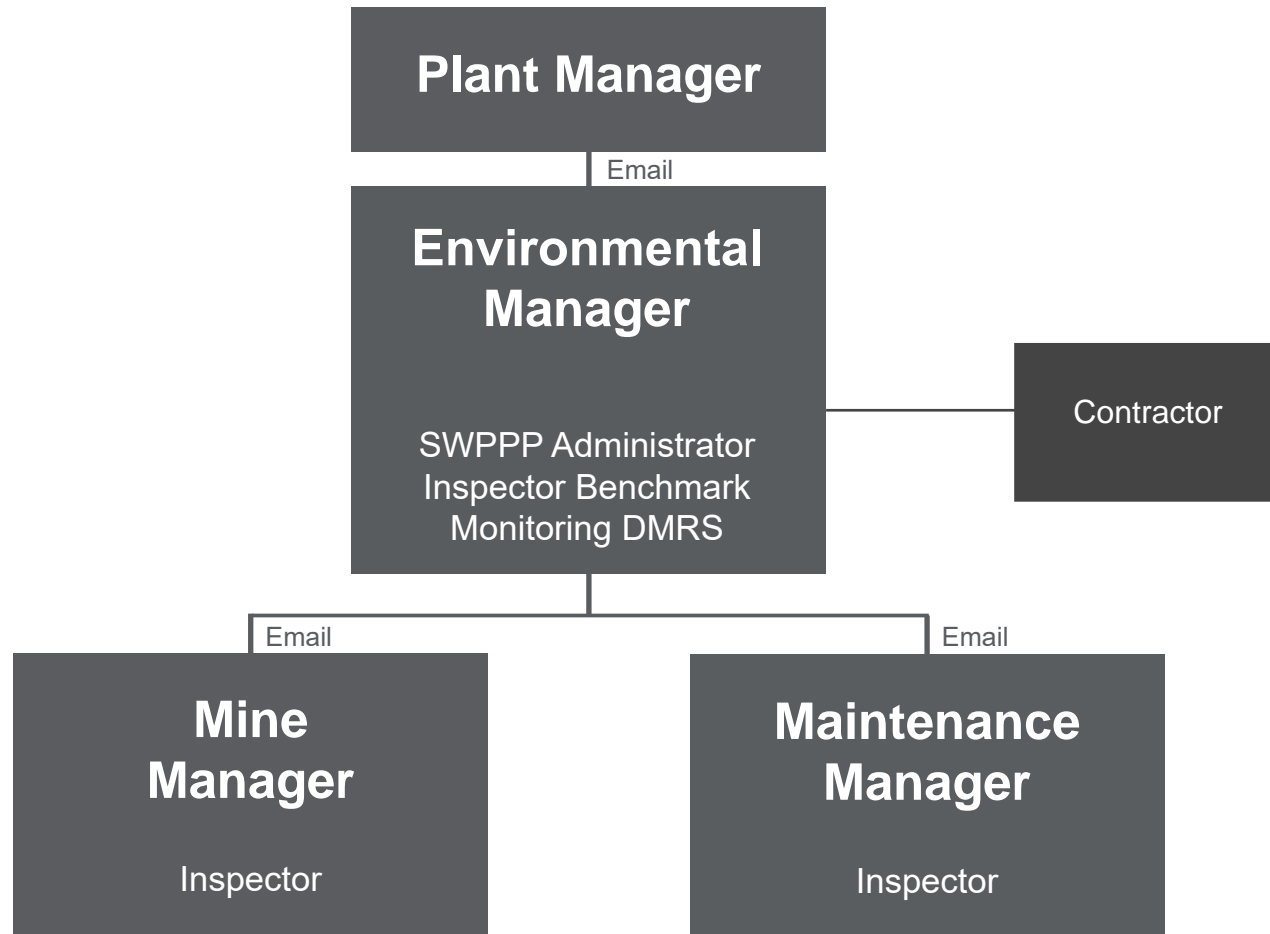 Plant Manager
Email
Environmental
Manager
SWPPP Administrator
Inspector Benchmark
Monitoring DMRS
Contractor
Email
Email
Mine
Manager
Inspector
Maintenance
Manager
Inspector